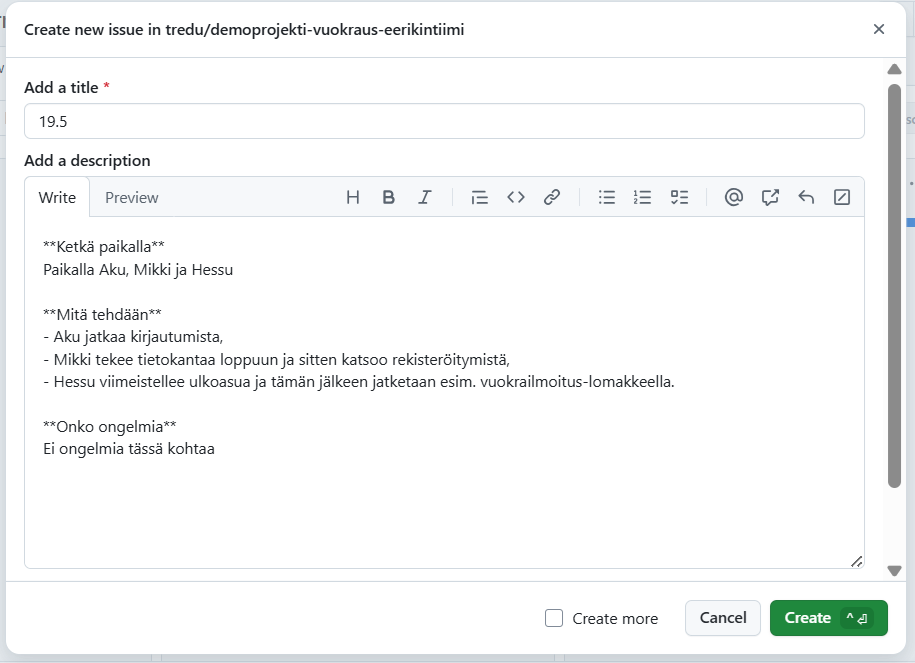 Create new issue in tredu/demoprojekti-vuokraus-eerikintiimi
Add a title *
19.5
Add a description
Write Preview
**Ketkä paikalla**
Paikalla Aku, Mikki ja Hessu
**Mitä tehdään**
- Aku jatkaa kirjautumista,
- Mikki tekee tietokantaa loppuun ja sitten katsoo rekisteröitymistä,
- Hessu viimeistellee ulkoasua ja tämän jälkeen jatketaan esim. vuokrailmoitus-lomakkeella.
**Onko ongelmia**
Ei ongelmia tässä kohtaa
Create more Cancel Create